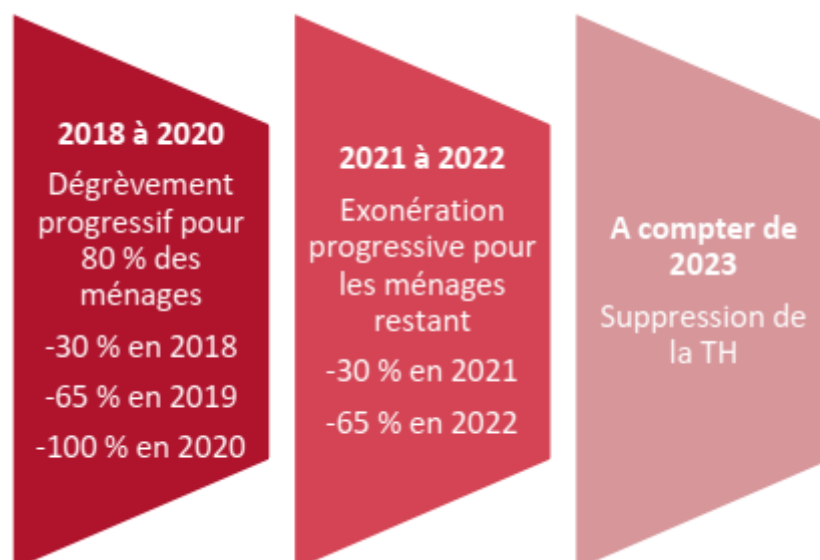 2018 à 2020
Dégrèvement
progressif pour
80 % des
ménages
-30 % en 2018
-65 % en 2019
-100 % en 2020
2021 à 2022
Exonération
progressive pour
les ménages
restant
-30 % en 2021
-65 % en 2022
A compter de
2023
Suppression de
la TH